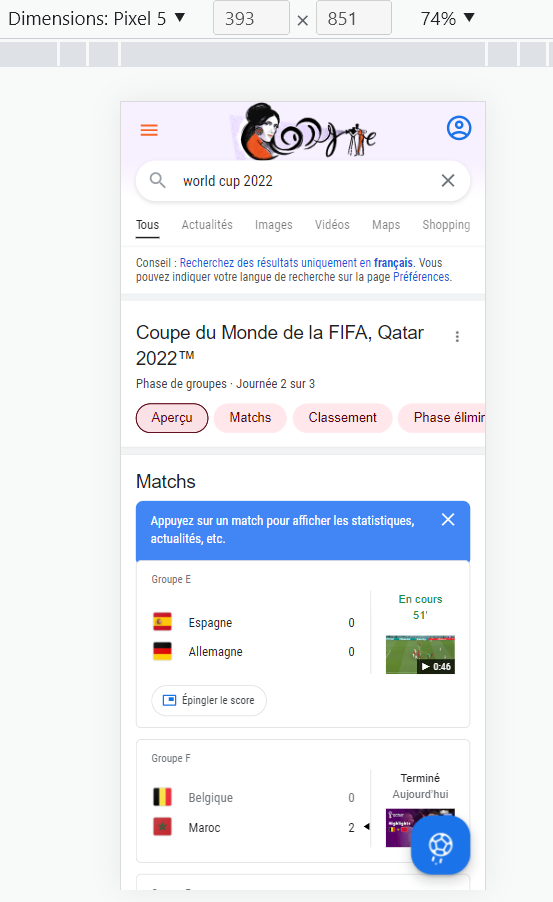 Dimensions: Pixel 5 ▼ 393 × 851 74% ▼
Google
world cup 2022
Tous Actualités Images Vidéos Maps Shopping
Conseil : Recherchez des résultats uniquement en français. Vous
pouvez indiquer votre langue de recherche sur la page Préférences.
Coupe du Monde de la FIFA, Qatar
2022™
Phase de groupes · Journée 2 sur 3
Aperçu Matchs Classement Phase élimir
Matchs
Appuyez sur un match pour afficher les statistiques,
actualités, etc.
Groupe E
En cours
51'
Espagne 0
Allemagne 0
0:46
Épingler le score
Groupe F
Terminé
Aujourd'hui
Belgique 0
Maroc 2
Highlights